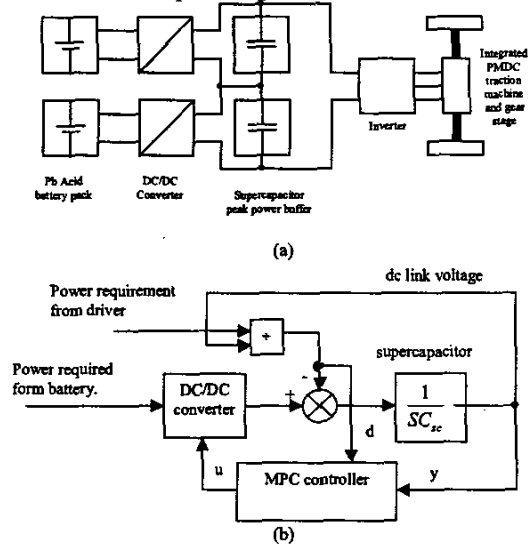 Integrated
PMDC
traction
machine
and gear
stage
Inverter
Pb Acid
battery pack
DC/DC
Converter
Supercapacitor
peak power buffer
(a)
dc link voltage
Power requirement
from driver
÷
supercapacitor
Power required
form battery.
DC/DC
converter
+
-
1
SCsc
d
u
MPC controller
y
(b)